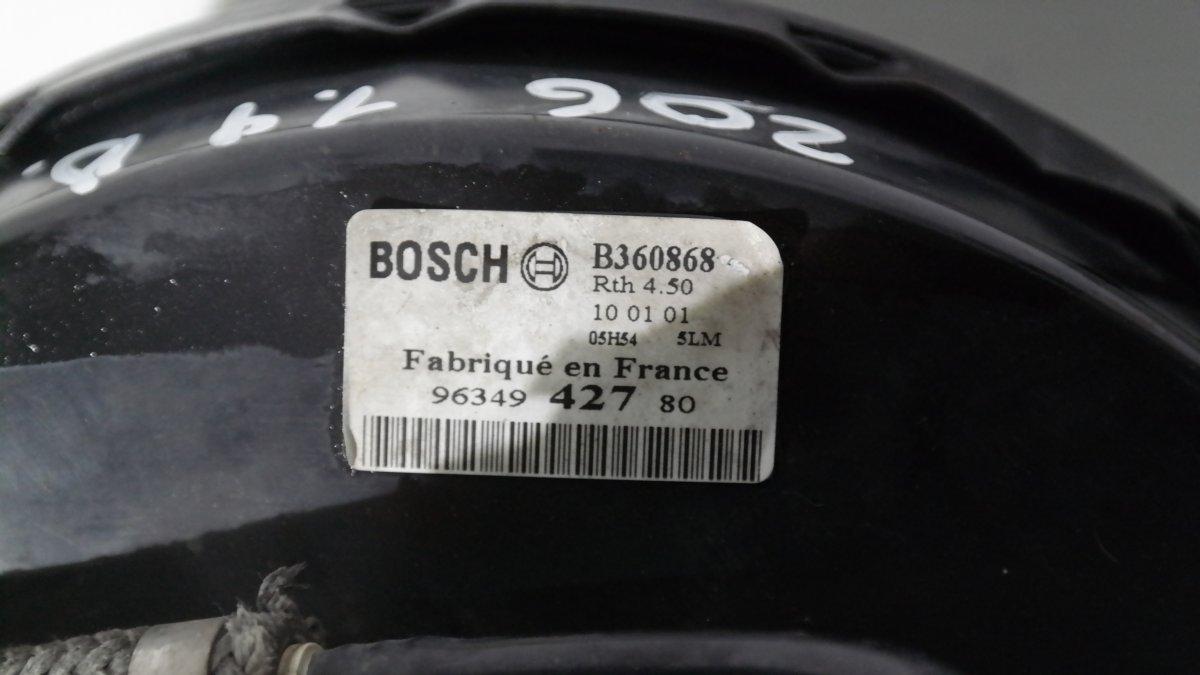 206 1.4 D.
BOSCH B360868
Rth 4.50
10 01 01
05H54 5LM
Fabriqué en France
96349 427 80